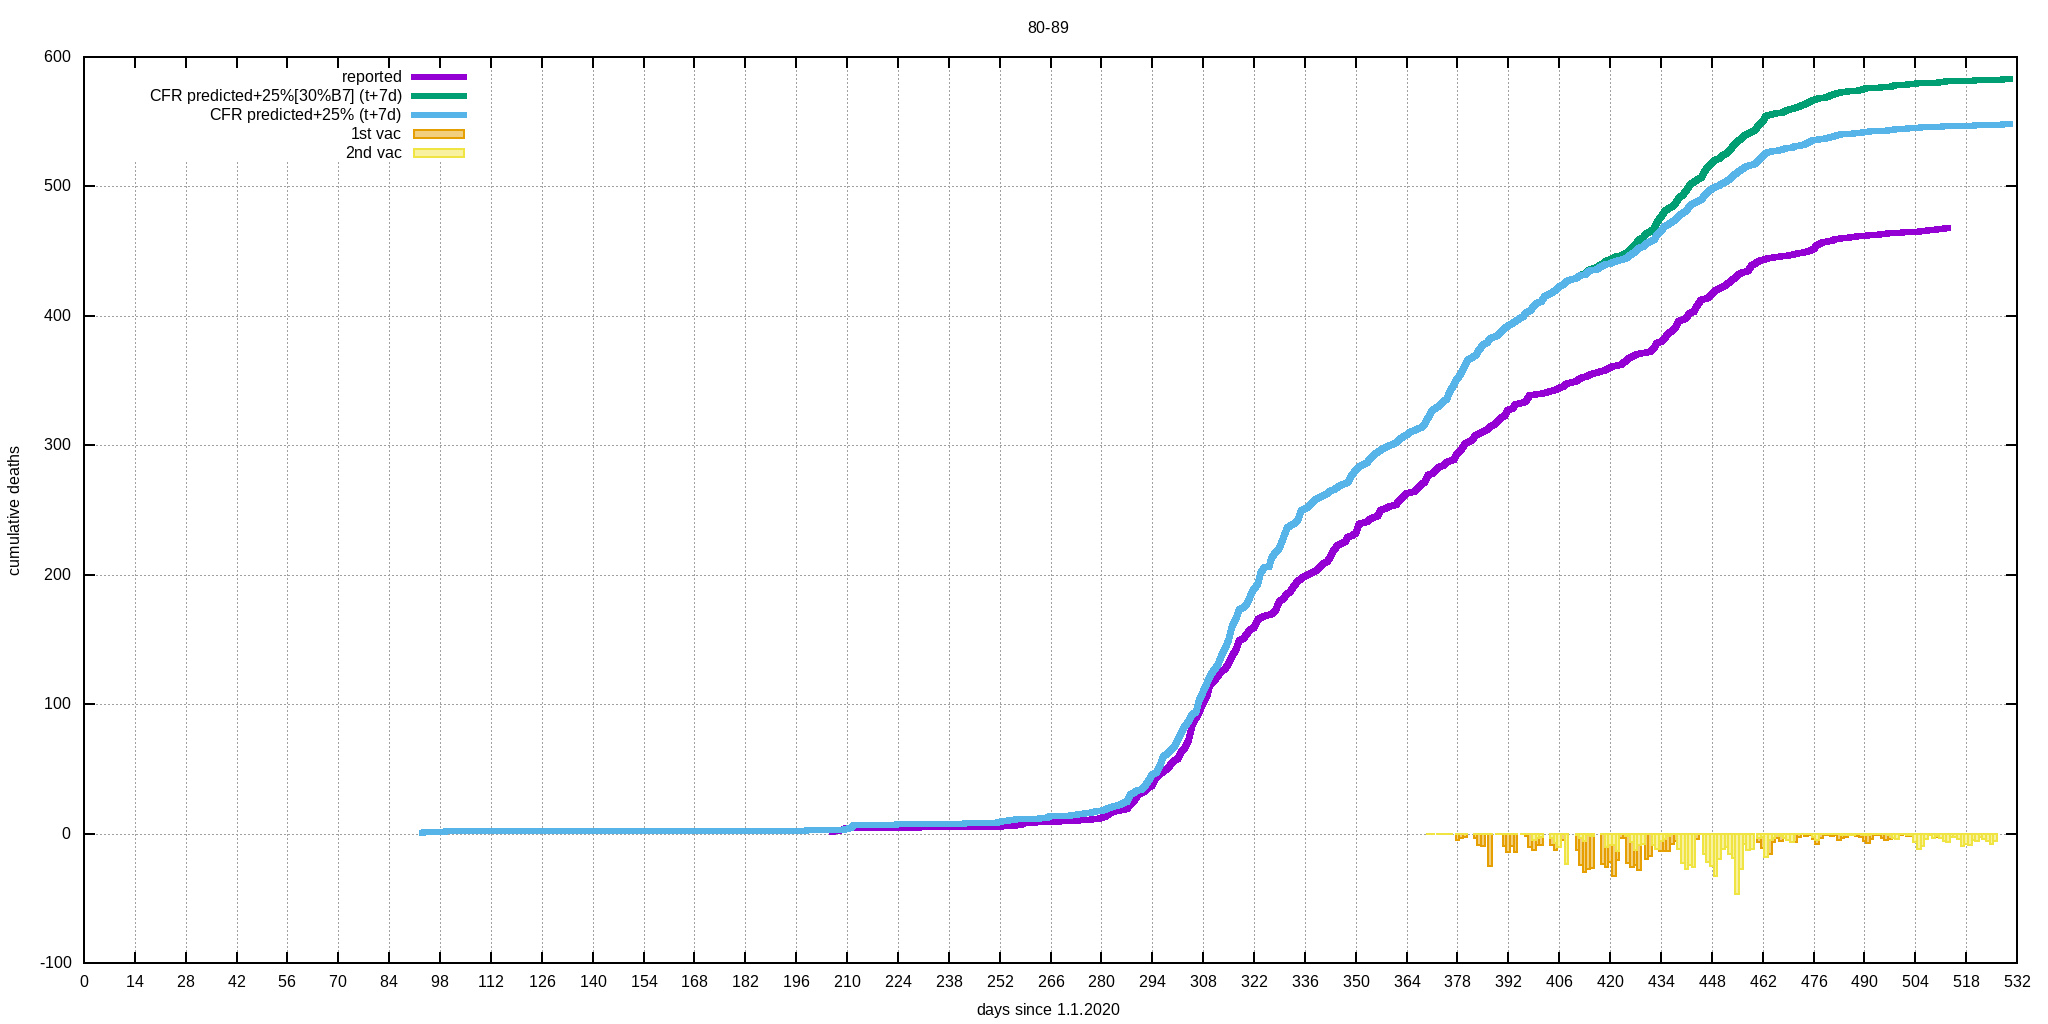 80-89
600
500
400
300
200
100
0
-100
cumulative deaths
reported
CFR predicted+25%[30%B7] (t+7d)
CFR predicted+25% (t+7d)
1st vac
2nd vac
0 14 28 42 56 70 84 98 112 126 140 154 168 182 196 210 224 238 252 266 280 294 308 322 336 350 364 378 392 406 420 434 448 462 476 490 504 518 532
days since 1.1.2020